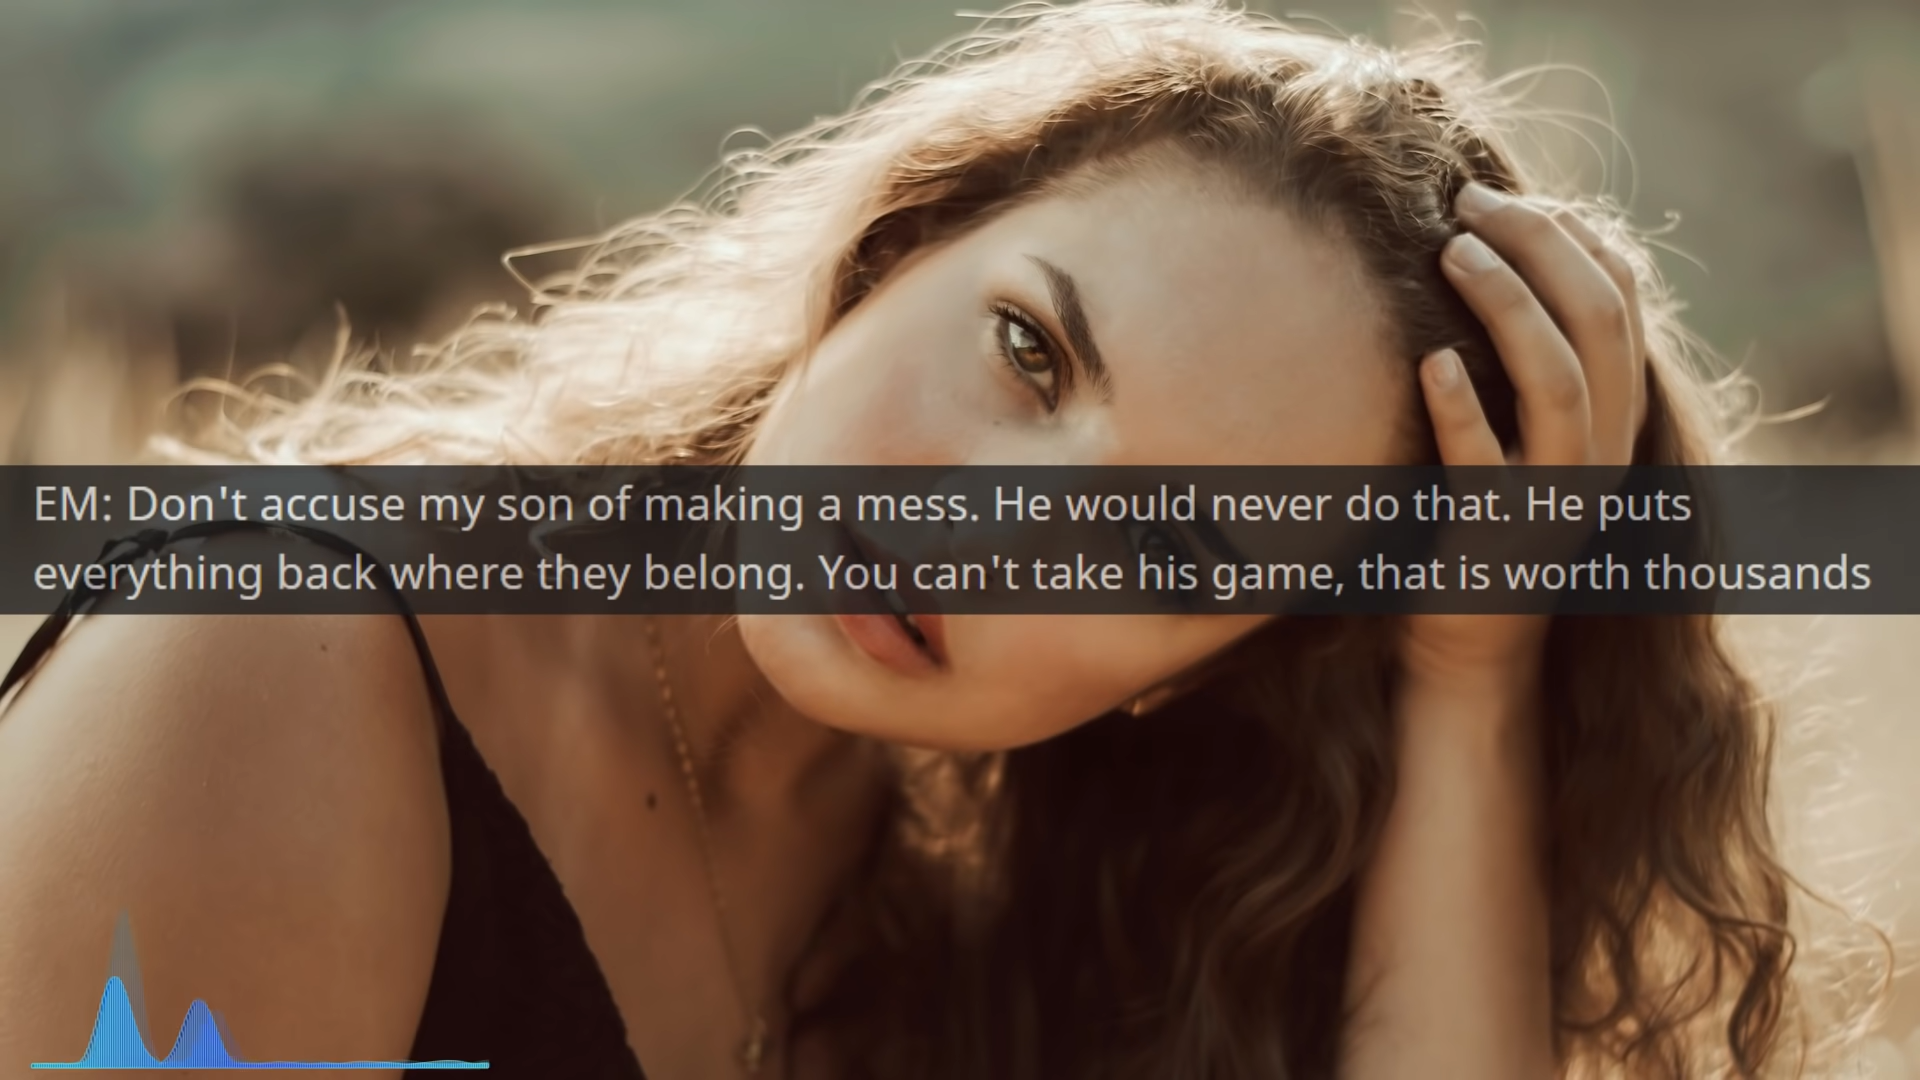 EM: Don't accuse my son of making a mess. He would never do that. He puts
everything back where they belong. You can't take his game, that is worth thousands